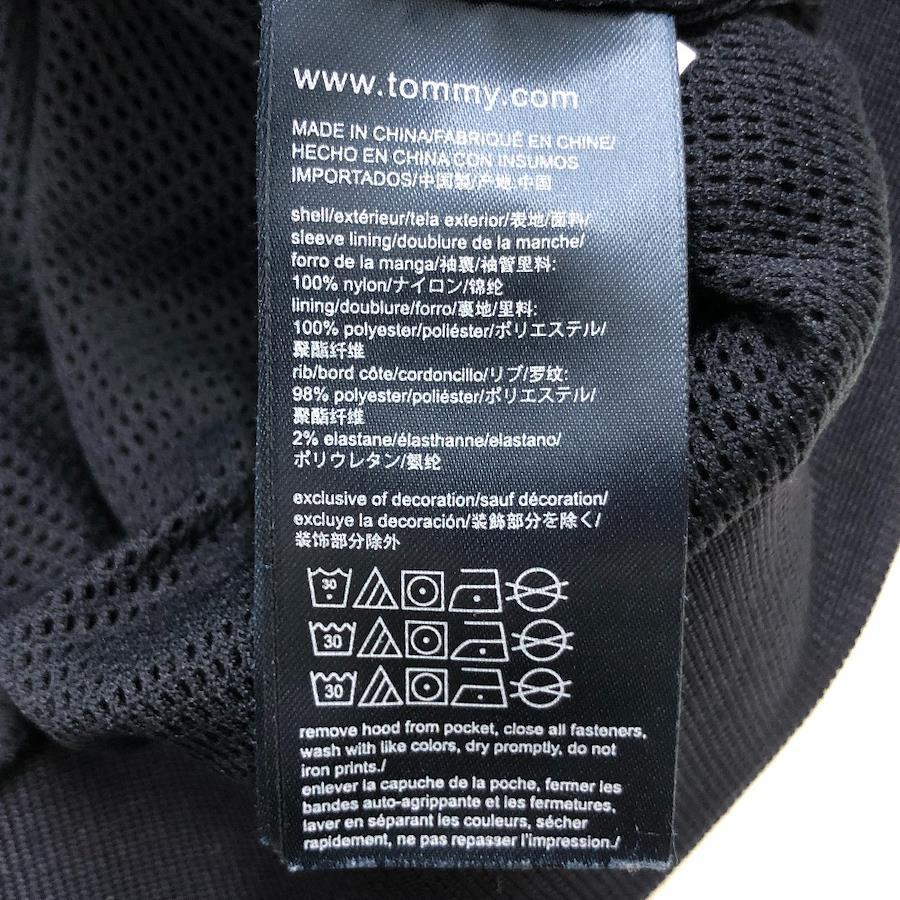 www.tommy.com
MADE IN CHINA/FABRIQUÉ EN CHINE/
HECHO EN CHINA CON INSUMOS
IMPORTADOS/中国製/产地:中国
shell/extérieur/tela exterior/表地/面料/
sleeve lining/doublure de la manche/
forro de la manga/袖裏/袖管里料:
100% nylon/ナイロン/锦纶
lining/doublure/forro/裏地/里料:
100% polyester/poliéster/ポリエステル/
聚酯纤维
rib/bord côte/cordoncillo/リブ/罗纹:
98% polyester/poliéster/ポリエステル/
聚酯纤维
2% elastane/élasthanne/elastano/
ポリウレタン/氨纶
exclusive of decoration/sauf décoration/
excluye la decoración/装飾部分を除く/
装饰部分除外
30
30
30
remove hood from pocket, close all fasteners,
wash with like colors, dry promptly, do not
iron prints./
enlever la capuche de la poche, fermer les
bandes auto-agrippante et les fermetures,
laver en séparant les couleurs, sécher
rapidement, ne pas repasser l'impression./